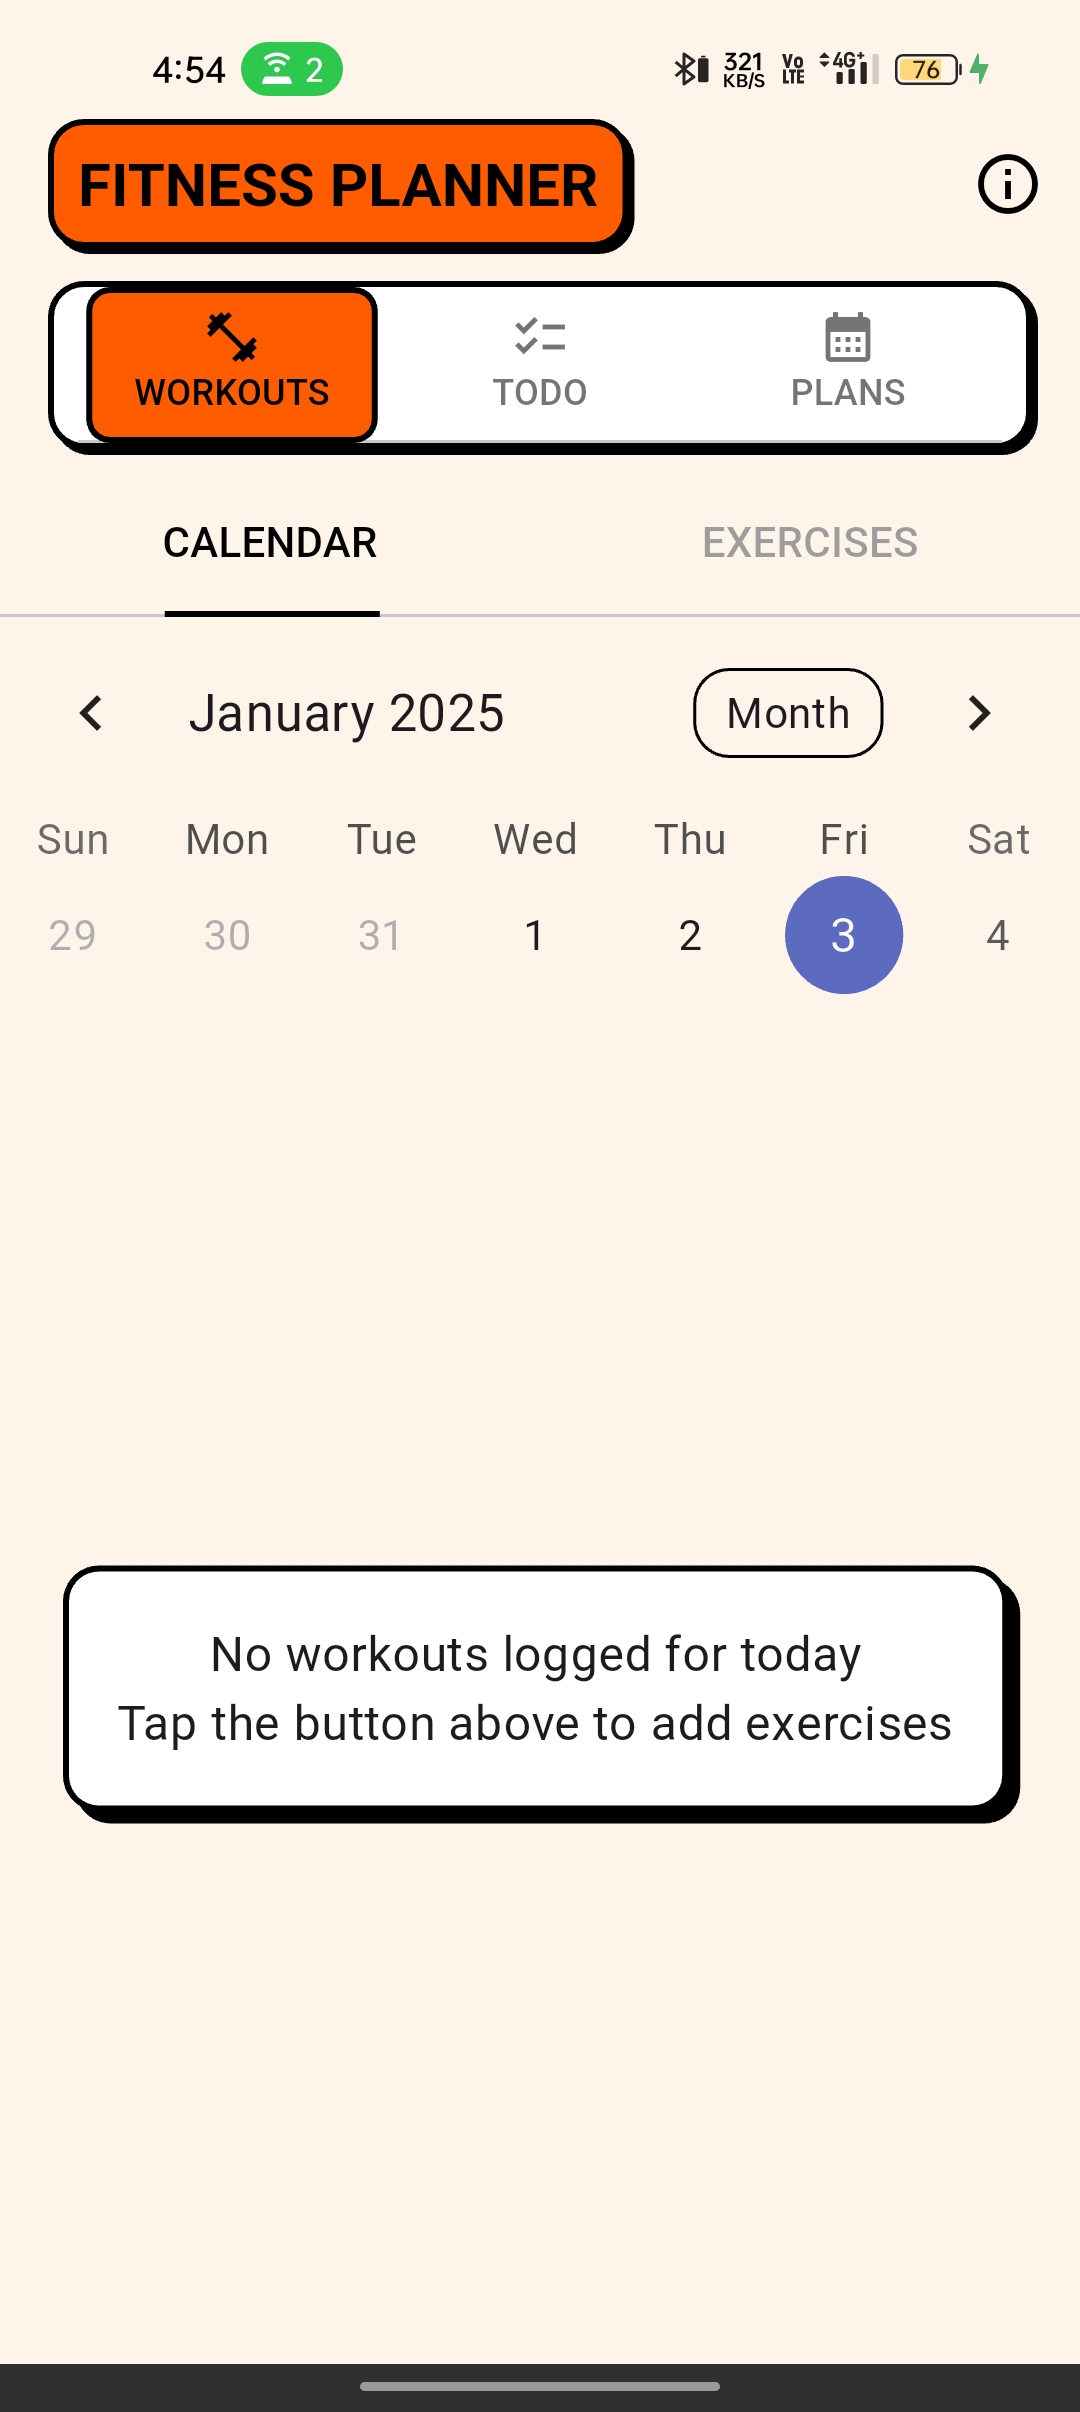 4:54 2 321 KB/S Vo LTE 4G+ 76
FITNESS PLANNER
WORKOUTS TODO PLANS
CALENDAR EXERCISES
January 2025 Month
Sun Mon Tue Wed Thu Fri Sat
29 30 31 1 2 3 4
No workouts logged for today
Tap the button above to add exercises